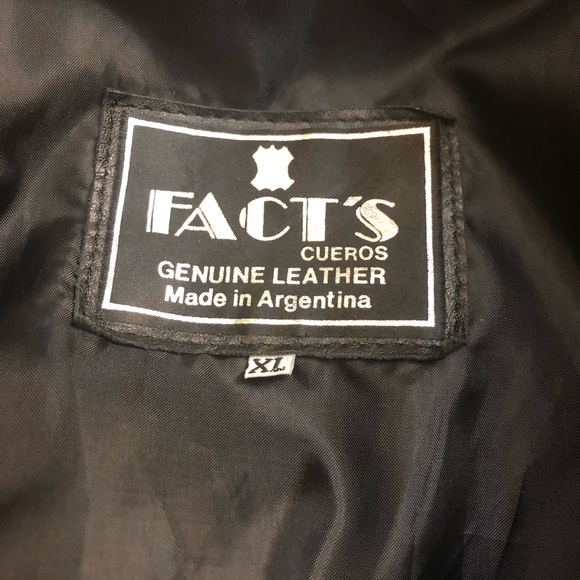 FACT'S
CUEROS
GENUINE LEATHER
Made in Argentina
XL